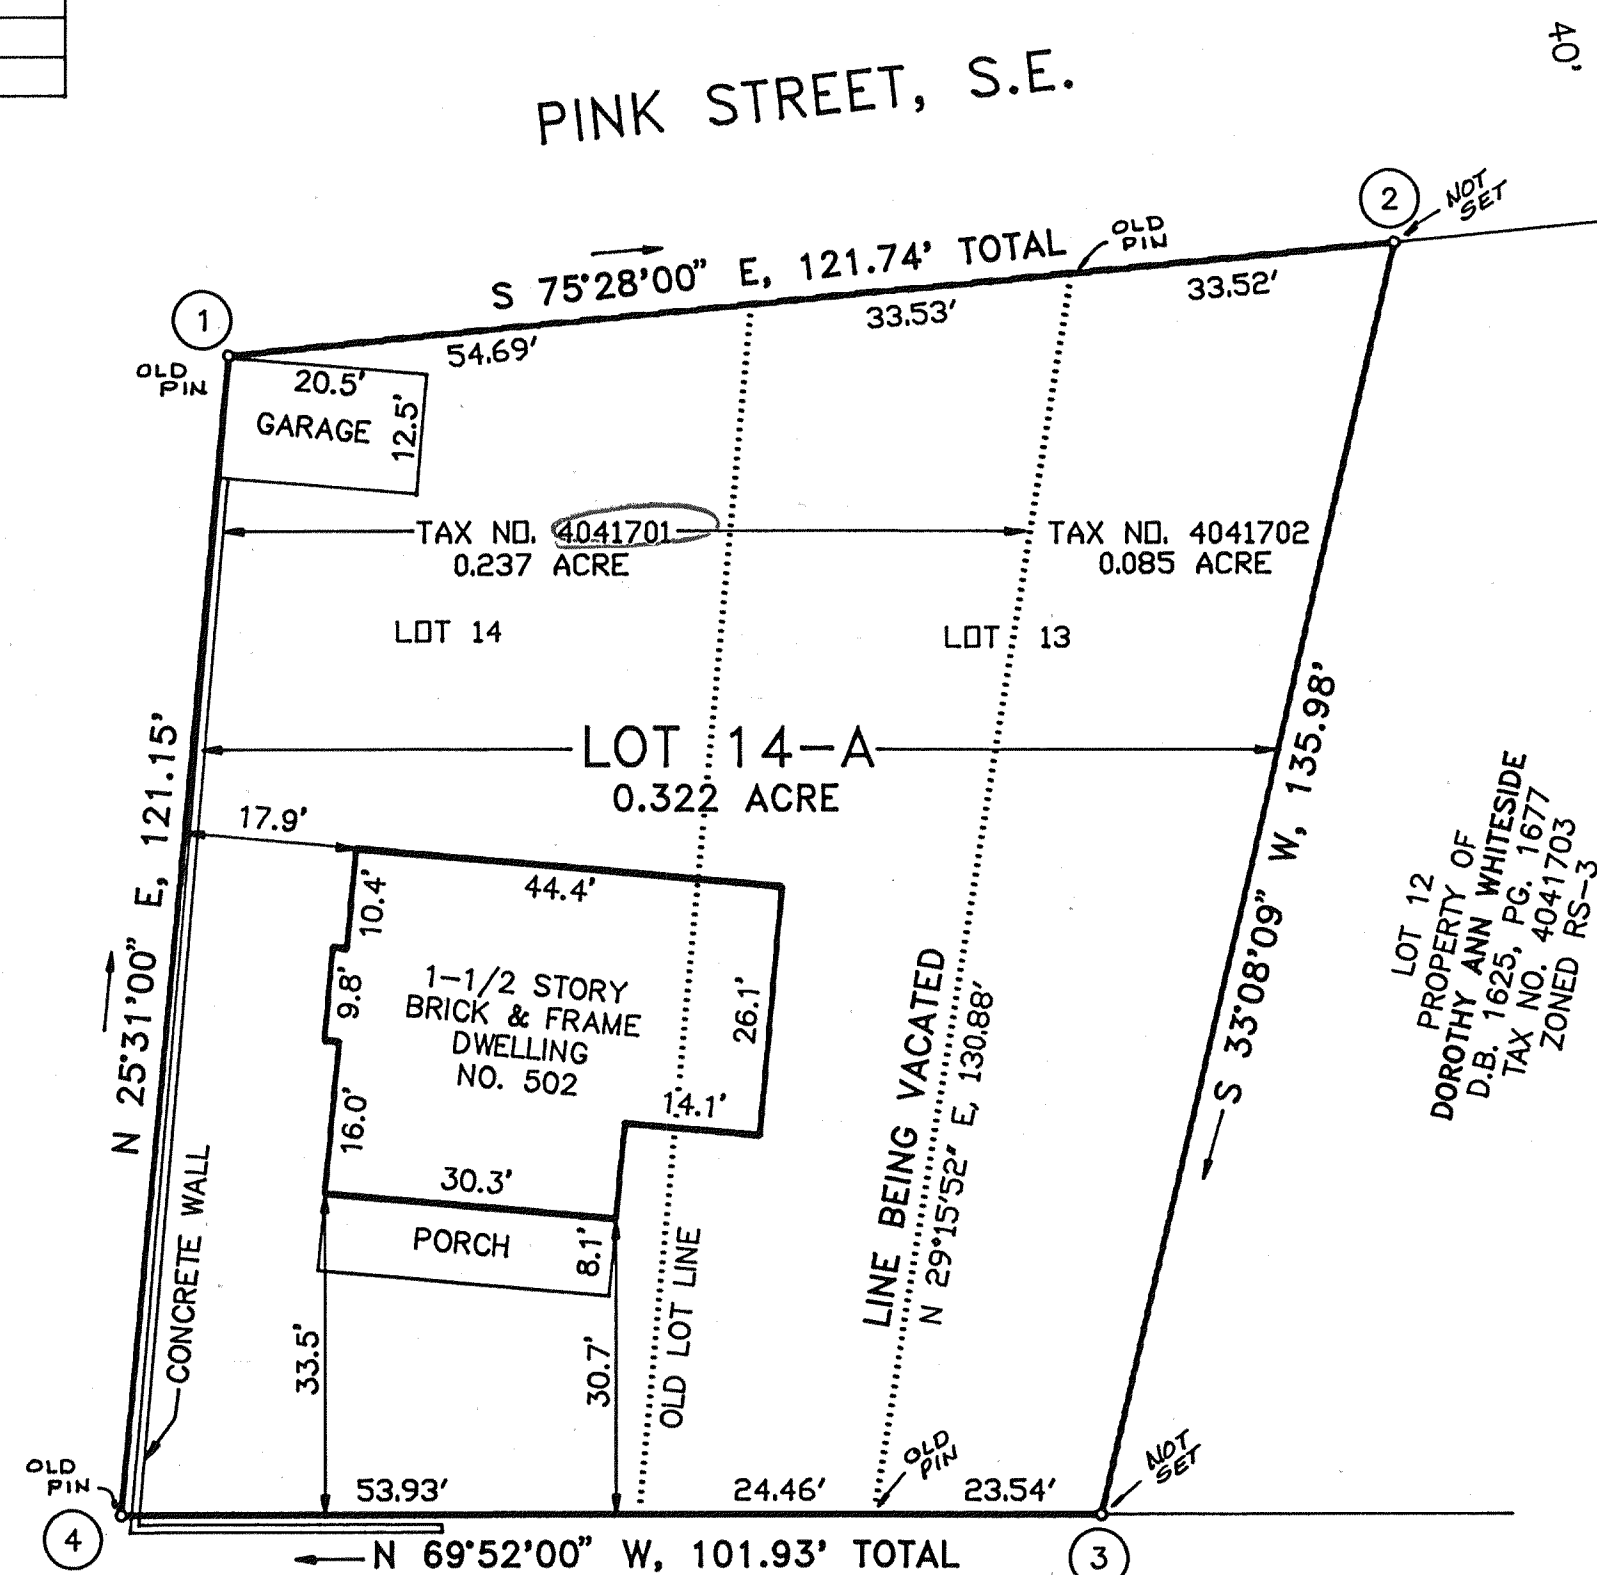 40'
PINK STREET, S.E.
2
NOT
SET
OLD
PIN
S 75°28'00" E, 121.74' TOTAL
33.52'
33.53'
54.69'
1
OLD
PIN
20.5'
GARAGE
12.5'
TAX NO. 4041701
0.237 ACRE
TAX NO. 4041702
0.085 ACRE
LOT 14
LOT 13
LOT 14-A
0.322 ACRE
N 25°31'00" E, 121.15'
S 33°08'09" W, 135.98'
17.9'
44.4'
10.4'
9.8'
16.0'
26.1'
14.1'
30.3'
1-1/2 STORY
BRICK & FRAME
DWELLING
NO. 502
PORCH
8.1'
33.5'
30.7'
CONCRETE WALL
OLD LOT LINE
LINE BEING VACATED
N 29°15'52" E, 130.88'
LOT 12
PROPERTY OF
DOROTHY ANN WHITESIDE
D.B. 1625, PG. 1677
TAX NO. 4041703
ZONED RS-3
OLD
PIN
OLD
PIN
NOT
SET
53.93'
24.46'
23.54'
4
N 69°52'00" W, 101.93' TOTAL
3